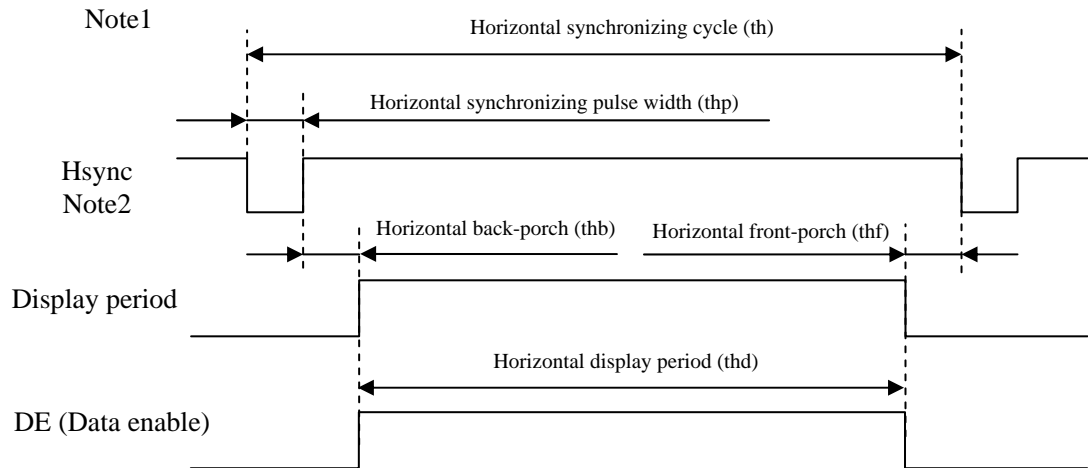 Note1
Horizontal synchronizing cycle (th)
Horizontal synchronizing pulse width (thp)
Hsync
Note2
Horizontal back-porch (thb)
Horizontal front-porch (thf)
Display period
Horizontal display period (thd)
DE (Data enable)